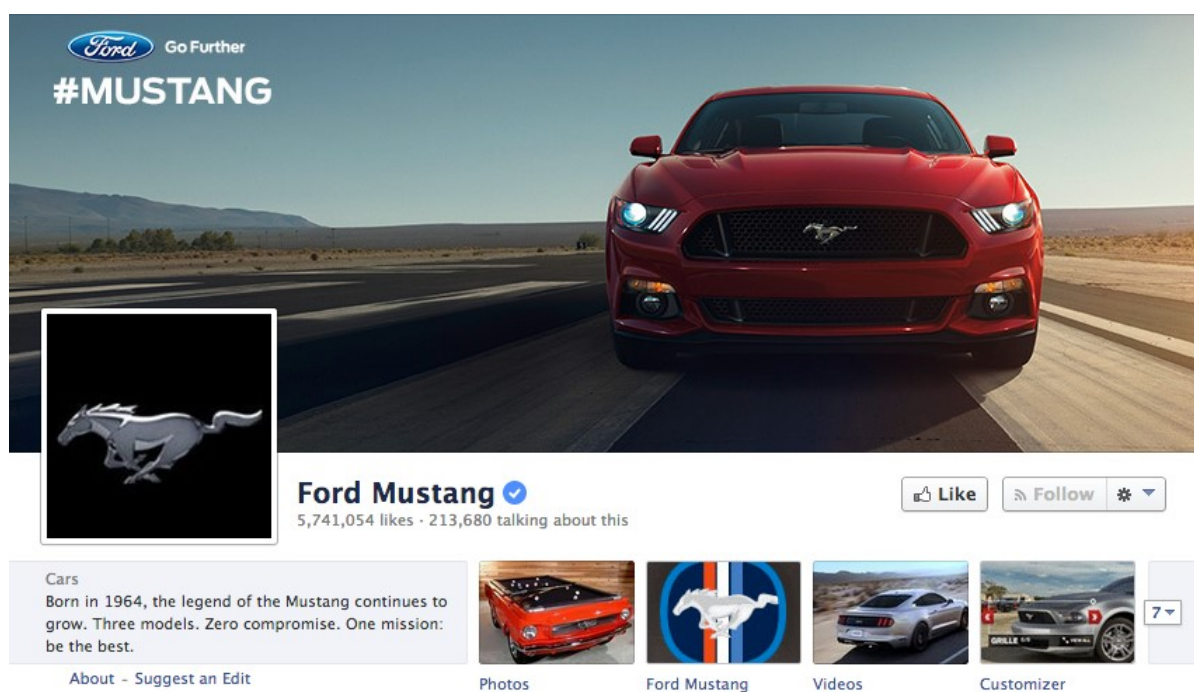 Ford Go Further
#MUSTANG
Ford Mustang
5,741,054 likes · 213,680 talking about this
Like
Follow
Cars
Born in 1964, the legend of the Mustang continues to
grow. Three models. Zero compromise. One mission:
be the best.
About – Suggest an Edit
GRILLE
VIEW ALL
7
Photos
Ford Mustang
Videos
Customizer